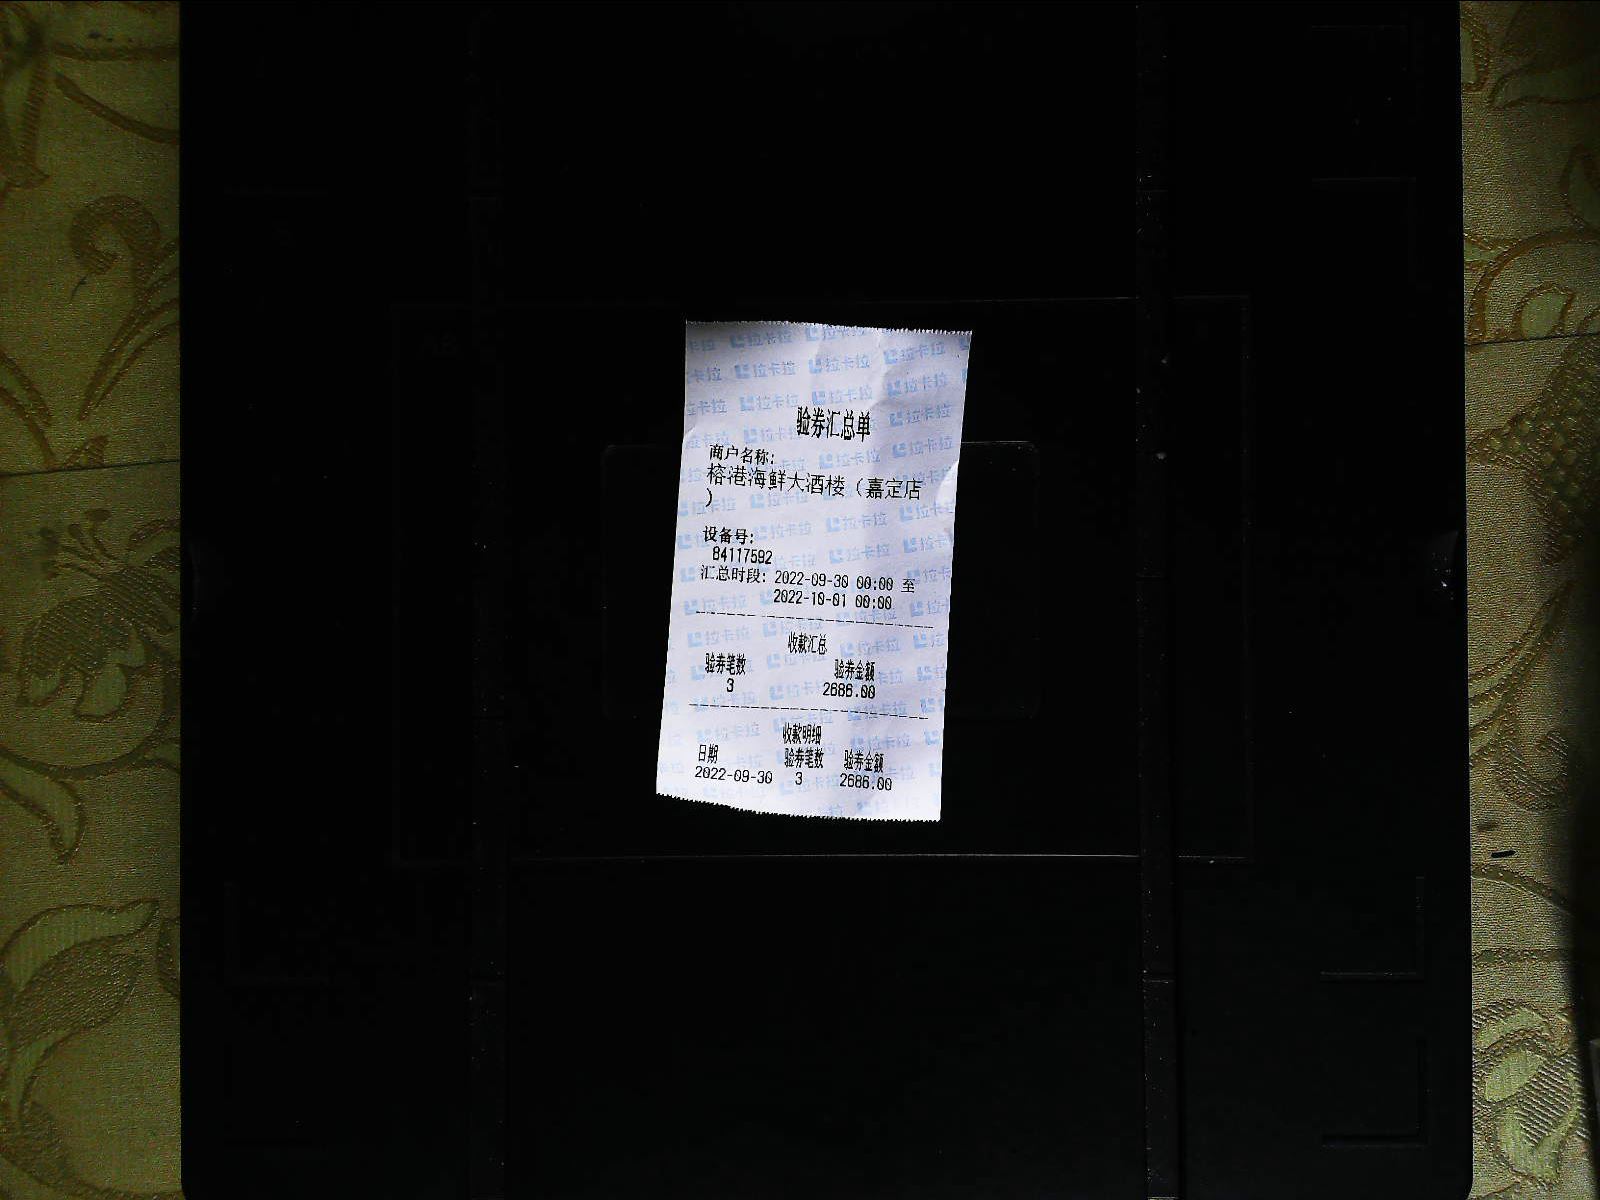 验券汇总单
商户名称:
榕港海鲜大酒楼（嘉定店
）
设备号:
84117592
汇总时段: 2022-09-30 00:00 至
2022-10-01 00:00
收款汇总
验券笔数 验券金额
3 2686.00
收款明细
日期 验券笔数 验券金额
2022-09-30 3 2686.00